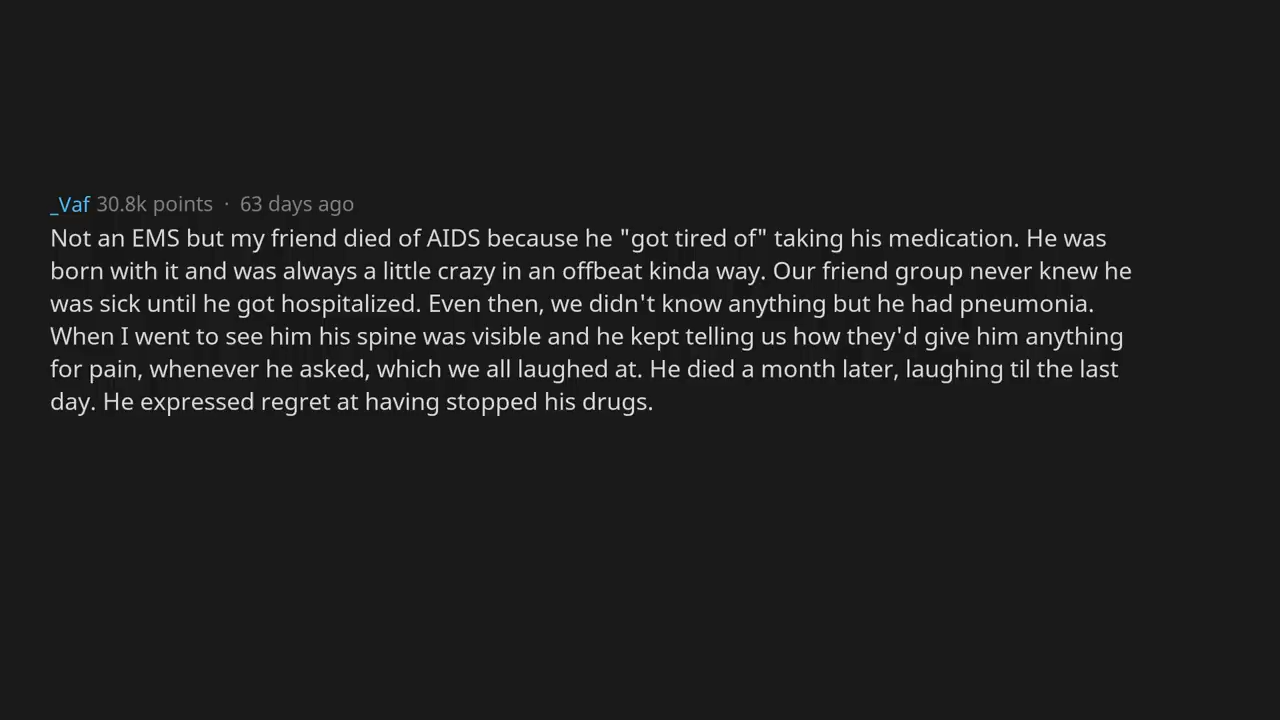 _Vaf 30.8k points · 63 days ago
Not an EMS but my friend died of AIDS because he "got tired of" taking his medication. He was
born with it and was always a little crazy in an offbeat kinda way. Our friend group never knew he
was sick until he got hospitalized. Even then, we didn't know anything but he had pneumonia.
When I went to see him his spine was visible and he kept telling us how they'd give him anything
for pain, whenever he asked, which we all laughed at. He died a month later, laughing til the last
day. He expressed regret at having stopped his drugs.